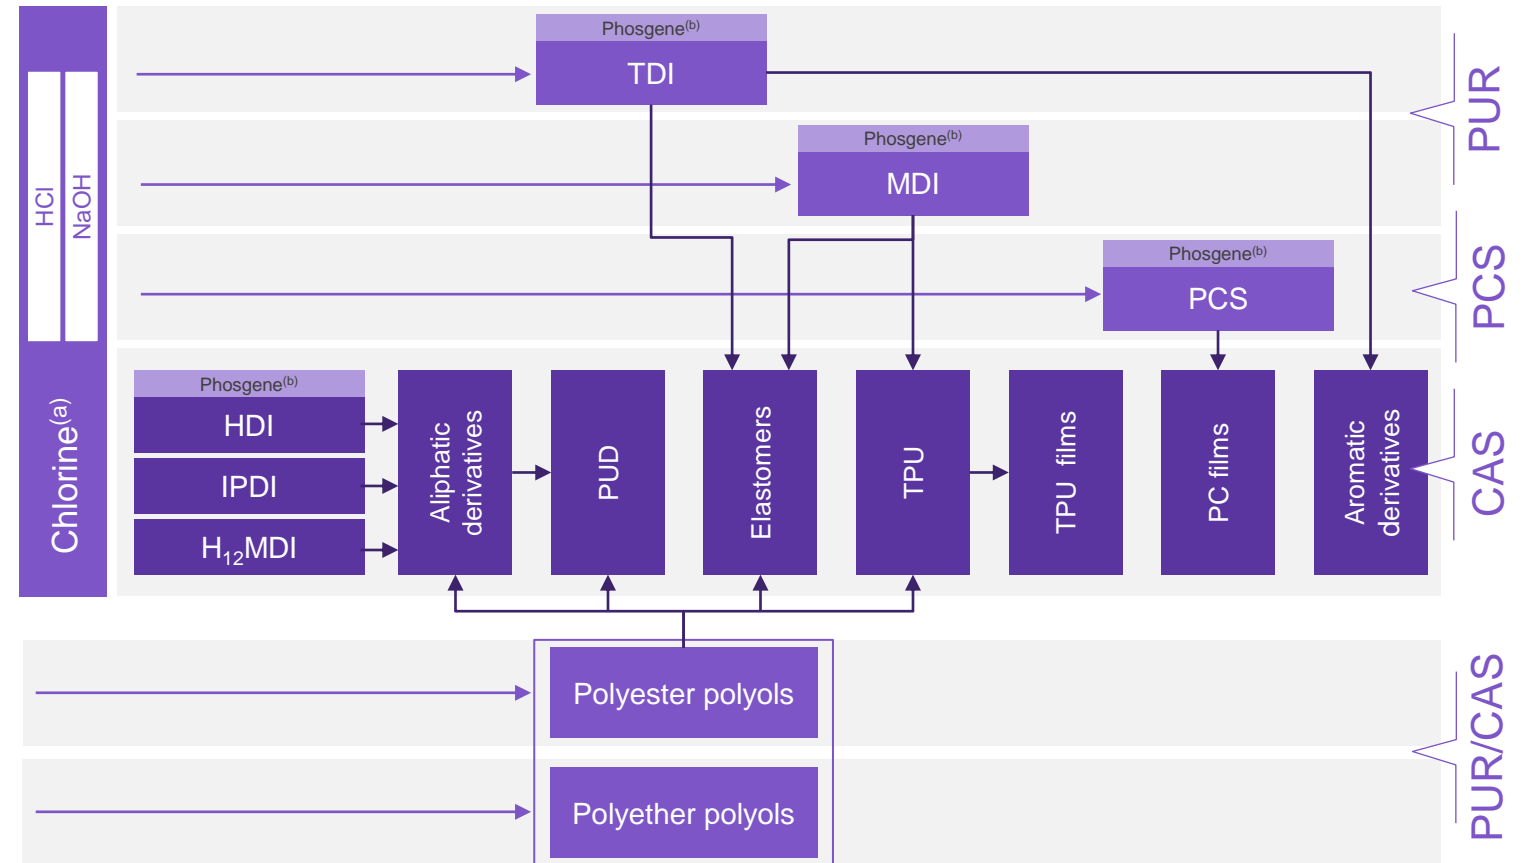 HCl
NaOH
Chlorine(a)
Phosgene(b)
TDI
PUR
Phosgene(b)
MDI
Phosgene(b)
PCS
PCS
Phosgene(b)
HDI
IPDI
H12MDI
Aliphatic
derivatives
PUD
Elastomers
TPU
TPU films
PC films
Aromatic
derivatives
CAS
Polyester polyols
Polyether polyols
PUR/CAS